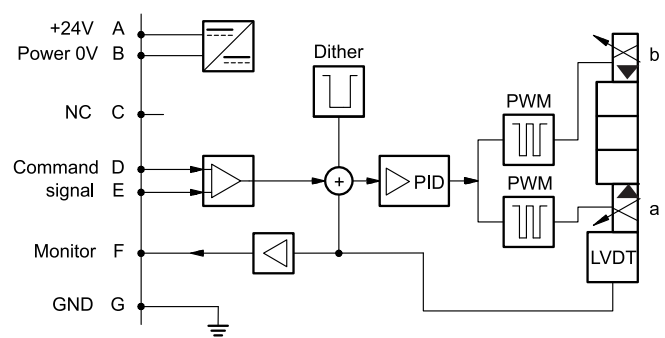 +24V A
Power 0V B
Dither
b
NC C
PWM
Command D
signal E
+
PID
PWM
a
Monitor F
LVDT
GND G